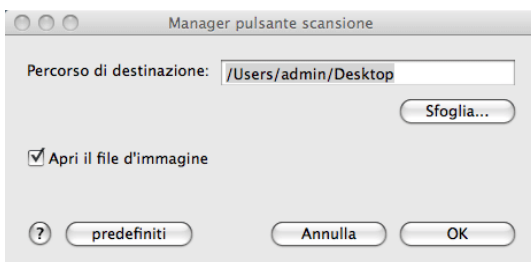 Manager pulsante scansione
Percorso di destinazione: /Users/admin/Desktop
Sfoglia...
Apri il file d'immagine
? predefiniti Annulla OK